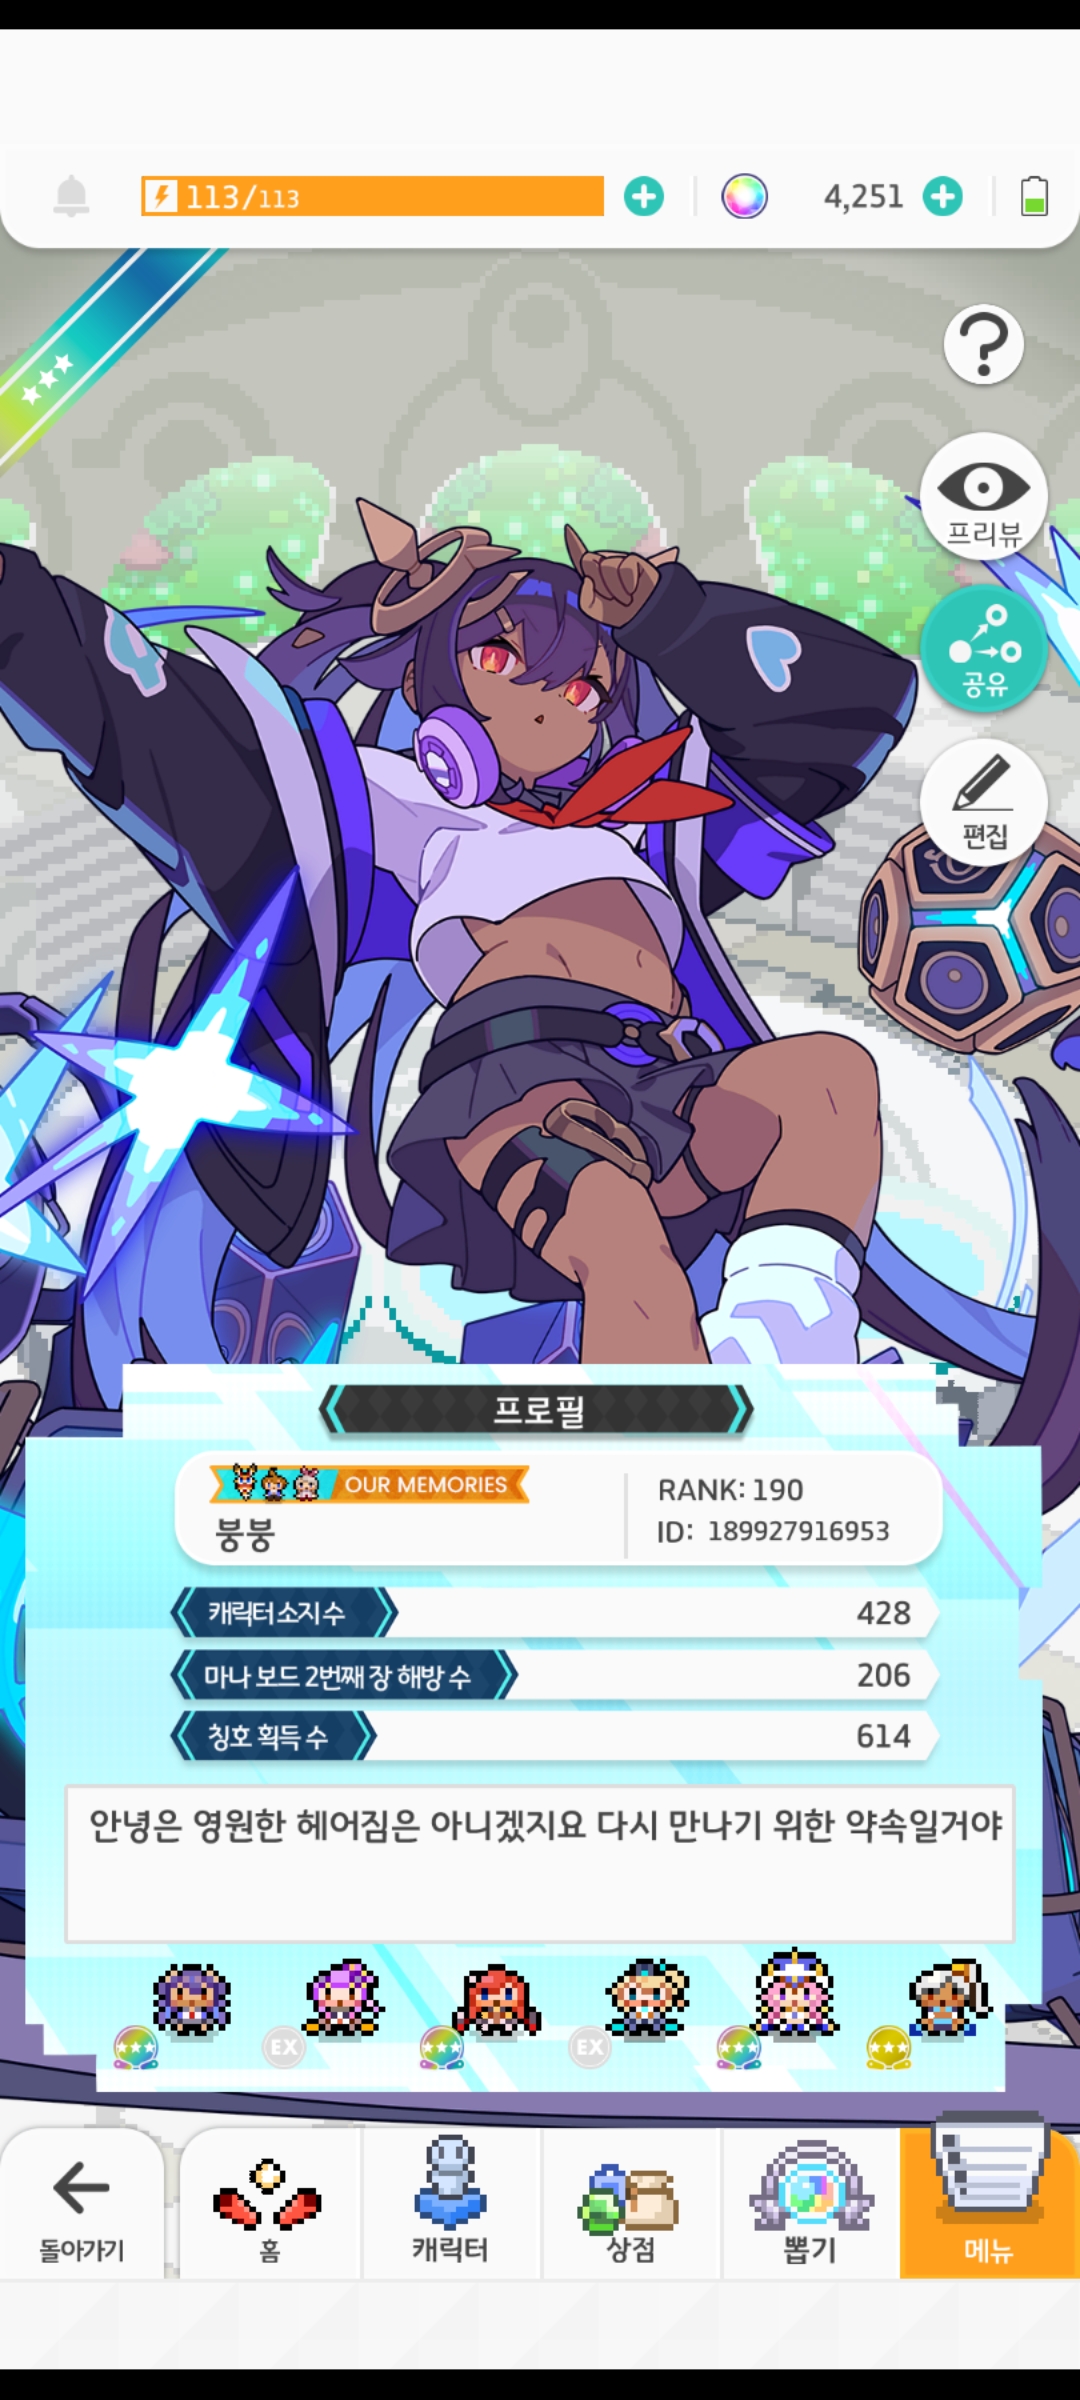 113/113
4,251
?
프리뷰
공유
편집
프로필
OUR MEMORIES
붕붕
RANK: 190
ID: 189927916953
캐릭터 소지 수
428
마나 보드 2번째 장 해방 수
206
칭호 획득 수
614
안녕은 영원한 헤어짐은 아니겠지요 다시 만나기 위한 약속일거야
EX
EX
돌아가기
홈
캐릭터
상점
뽑기
메뉴